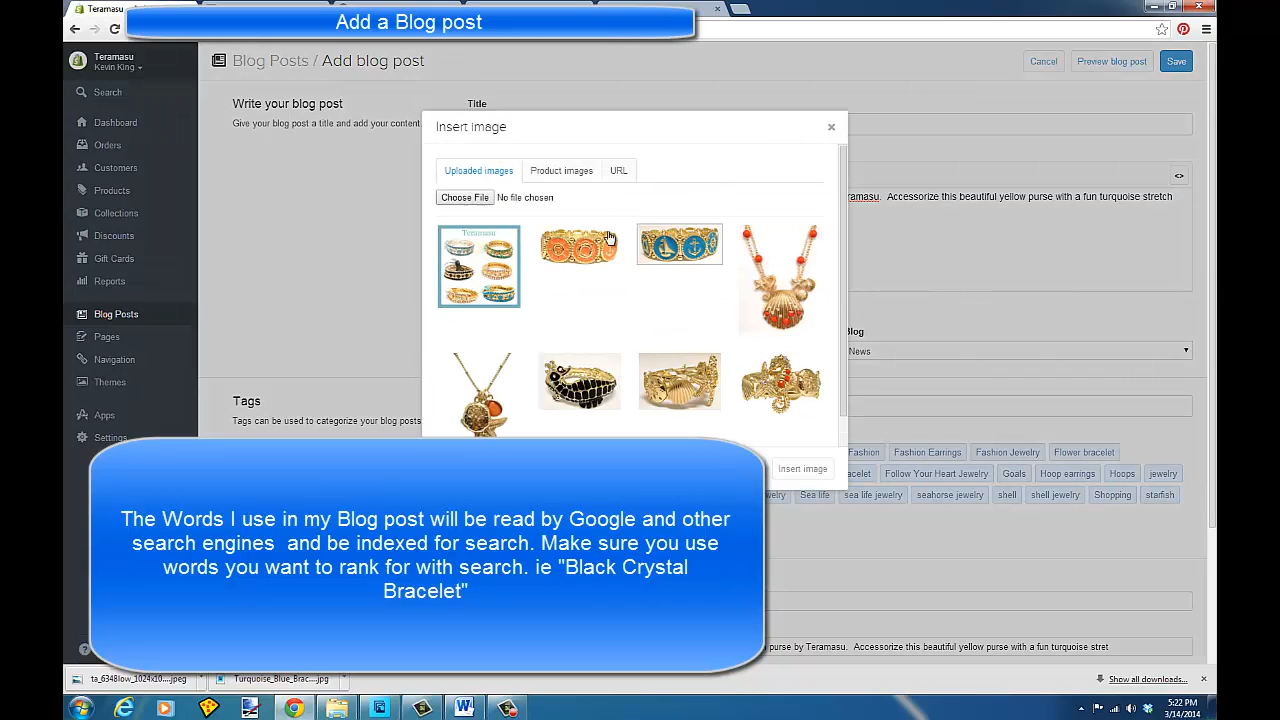 Teramasu
Add a Blog post
Teramasu
Kevin King
Blog Posts / Add blog post
Cancel
Preview blog post
Save
Search
Dashboard
Orders
Customers
Products
Collections
Discounts
Gift Cards
Reports
Blog Posts
Pages
Navigation
Themes
Apps
Settings
Write your blog post
Give your blog post a title and add your content.
Title
Insert Image
×
Uploaded images
Product images
URL
Choose File No file chosen
Teramasu
<>
ramasu. Accessorize this beautiful yellow purse with a fun turquoise stretch
Blog
News
Tags
Tags can be used to categorize your blog posts
Insert image
Fashion
Fashion Earrings
Fashion Jewelry
Flower bracelet
Follow Your Heart Jewelry
Goals
Hoop earrings
Hoops
jewelry
Sea life
sea life jewelry
seahorse jewelry
shell
shell jewelry
Shopping
starfish
The Words I use in my Blog post will be read by Google and other
search engines and be indexed for search. Make sure you use
words you want to rank for with search. ie "Black Crystal
Bracelet"
purse by Teramasu. Accessorize this beautiful yellow purse with a fun turquoise stret
ta_6348low_1024x10....jpeg
Turquoise_Blue_Brac....jpg
Show all downloads...
5:22 PM
3/14/2014